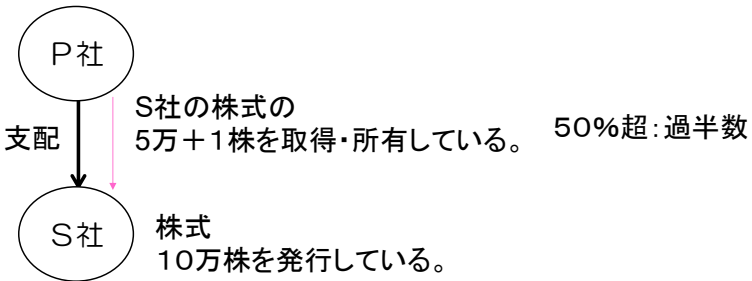 P社
S社の株式の
5万＋1株を取得・所有している。
50％超：過半数
支配
S社
株式
10万株を発行している。